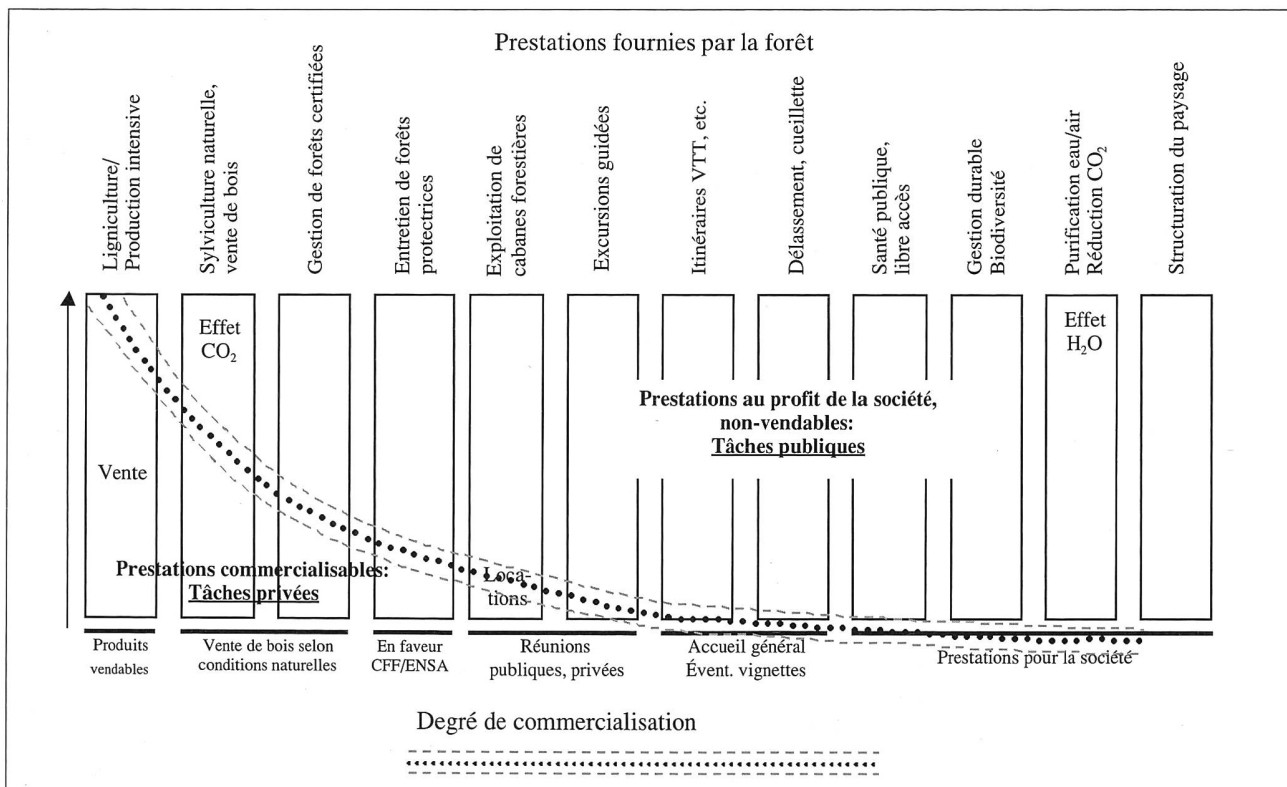 Prestations fournies par la forêt
Ligniculture/
Production intensive
Sylviculture naturelle,
vente de bois
Gestion de forêts certifiées
Entretien de forêts
protectrices
Exploitation de
cabanes forestières
Excursions guidées
Itinéraires VTT, etc.
Délassement, cueillette
Santé publique,
libre accès
Gestion durable
Biodiversité
Purification eau/air
Réduction CO₂
Structuration du paysage
Effet
CO₂
Effet
H₂O
Prestations au profit de la société,
non-vendables:
Tâches publiques
Vente
Prestations commercialisables:
Tâches privées
Loca-
tions
Produits
vendables
Vente de bois selon
conditions naturelles
En faveur
CFF/ENSA
Réunions
publiques, privées
Accueil général
Évent. vignettes
Prestations pour la société
Degré de commercialisation